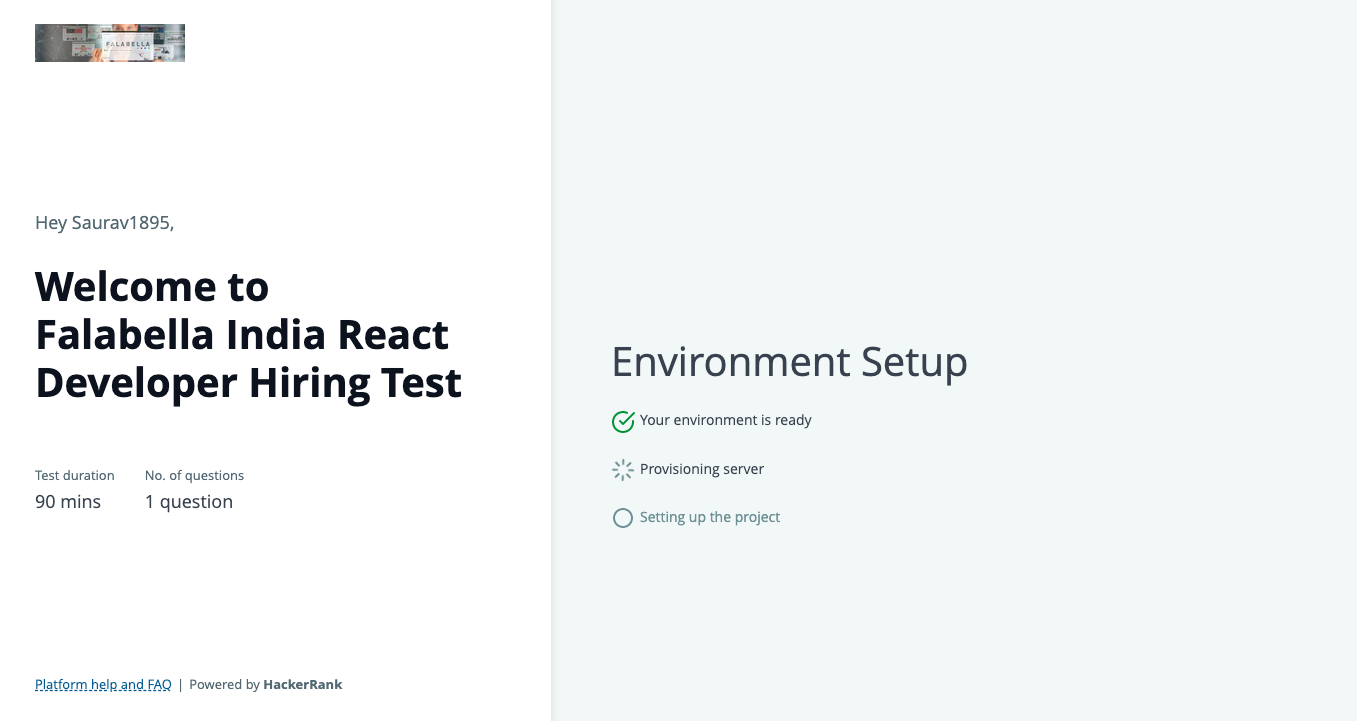 FALABELLA
Hey Saurav1895,
Welcome to
Falabella India React
Developer Hiring Test
Test duration
No. of questions
90 mins
1 question
Platform help and FAQ | Powered by HackerRank
Environment Setup
Your environment is ready
Provisioning server
Setting up the project